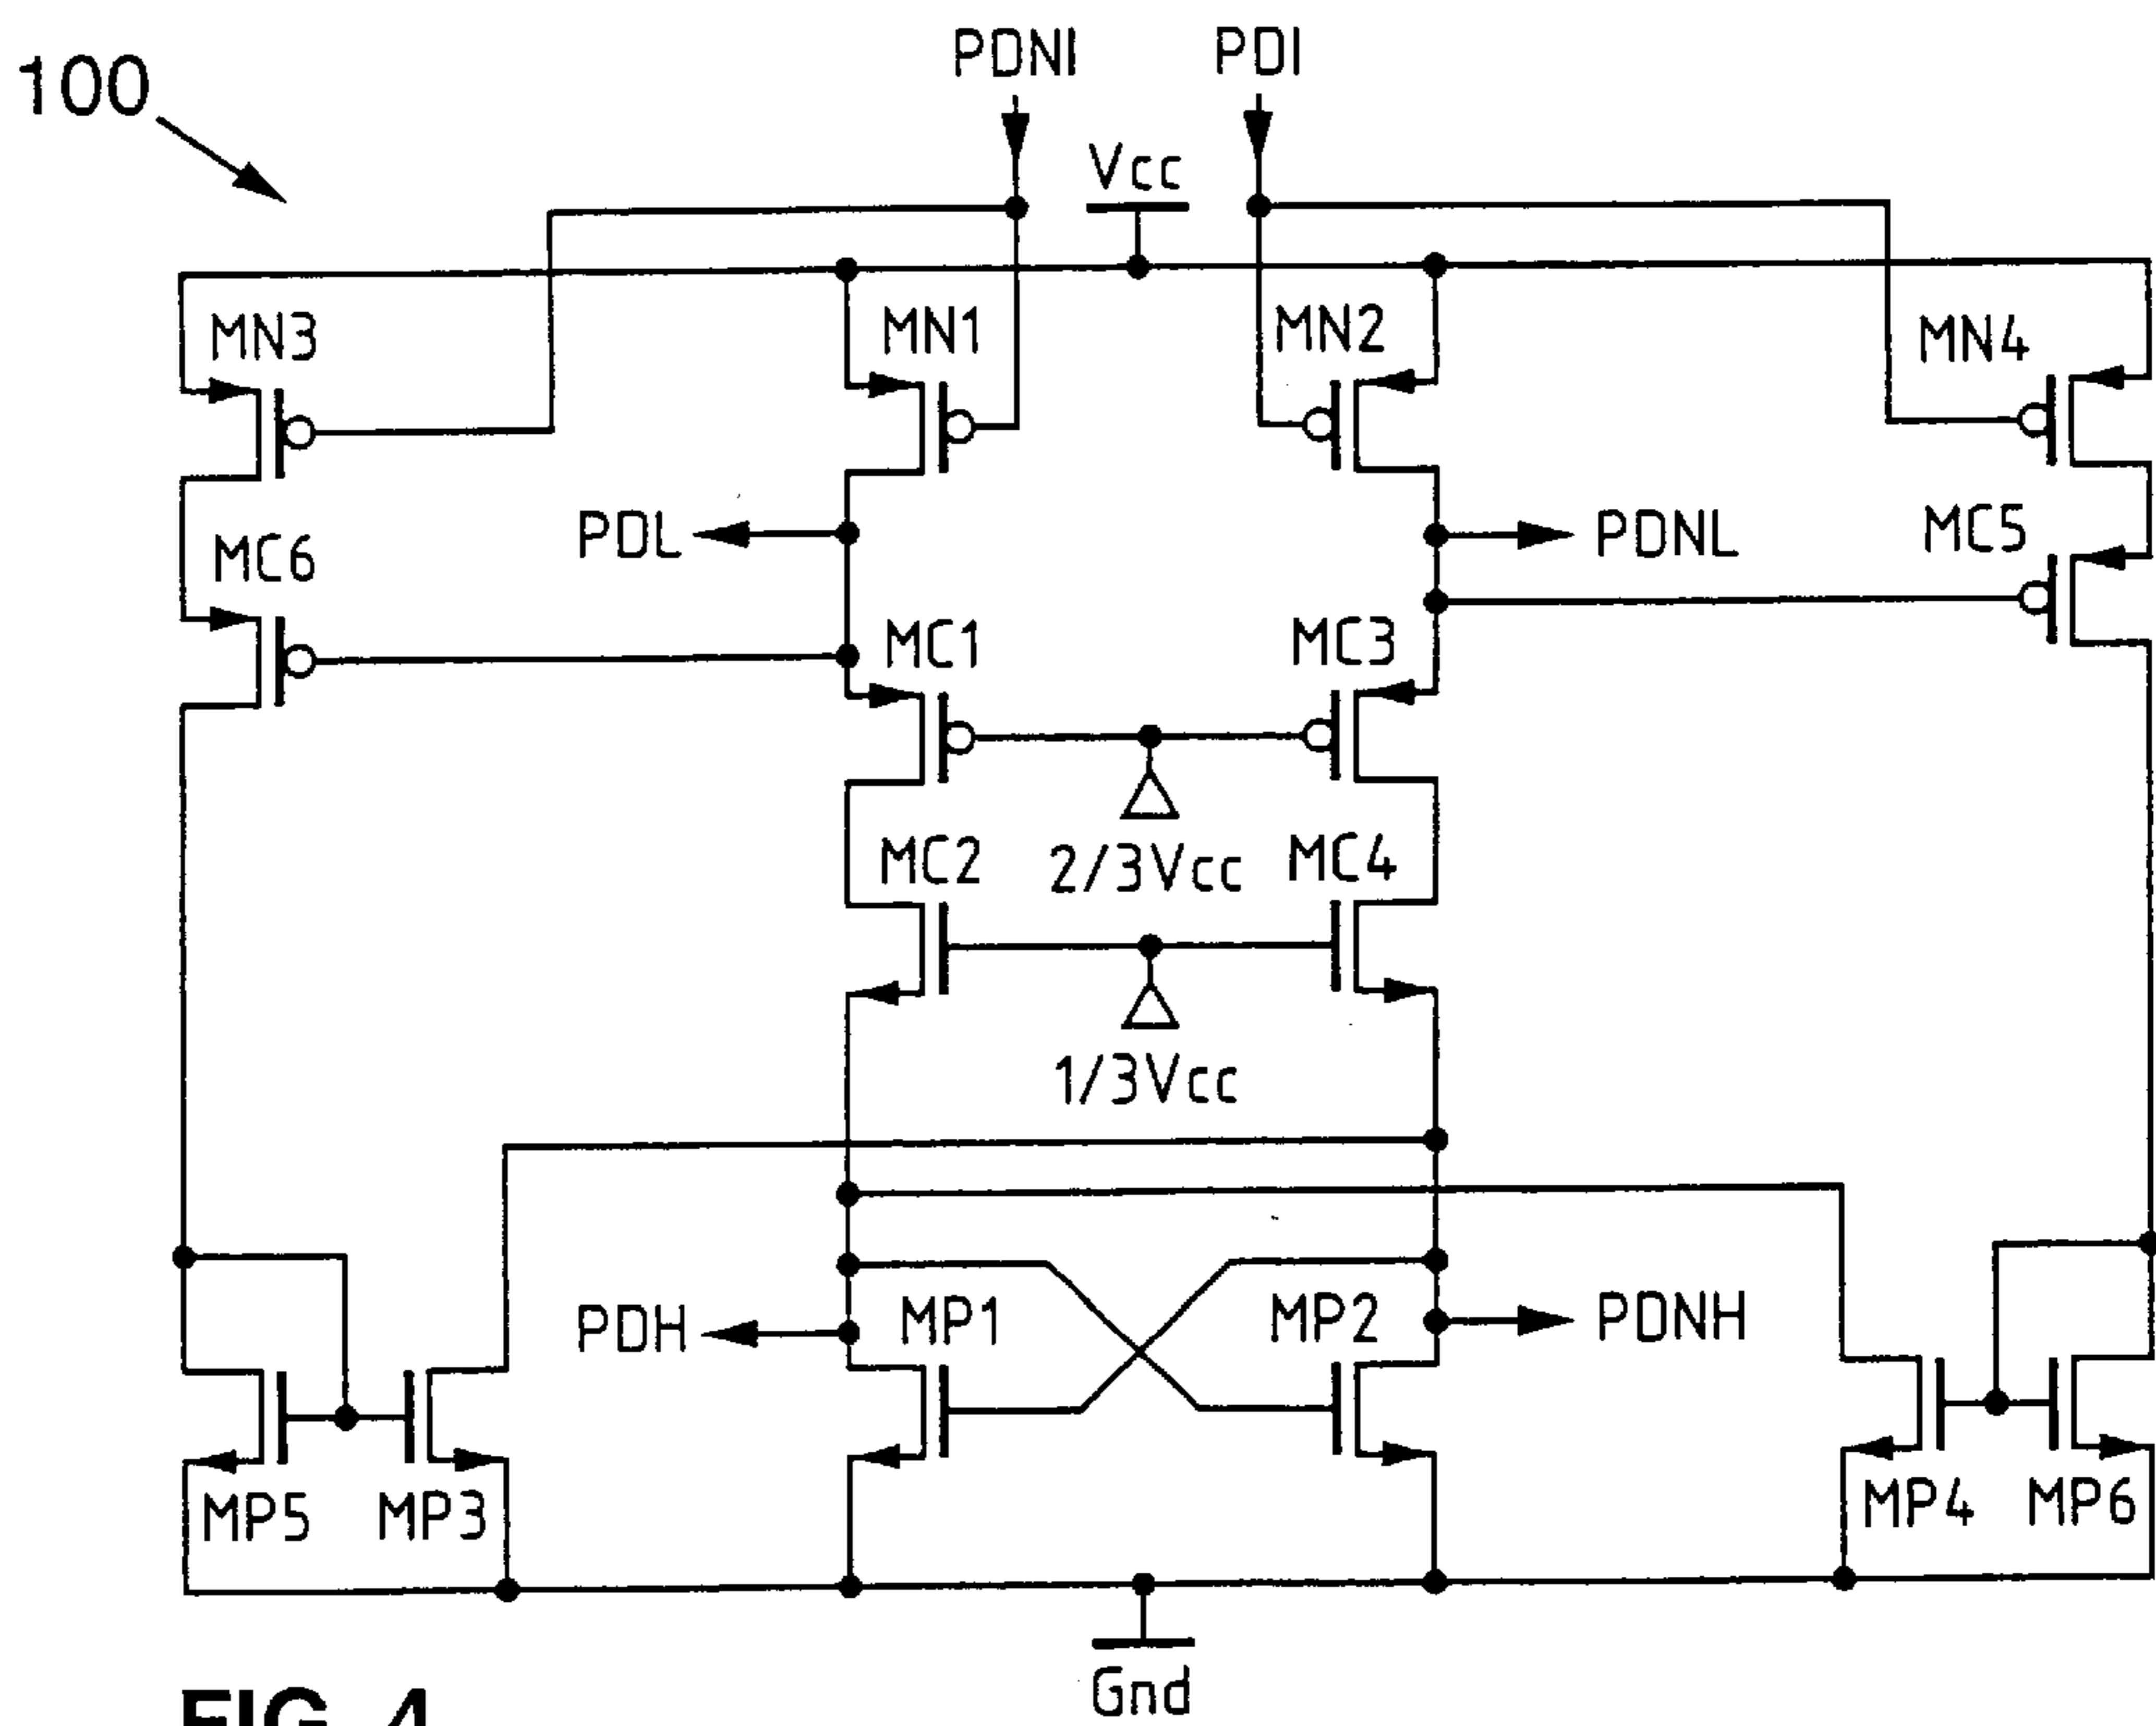 100
PDNI
PDI
Vcc
MN3
MN1
MN2
MN4
PDL
PDNL
MC5
MC6
MC1
MC3
2/3Vcc
MC2
MC4
1/3Vcc
PDH
MP1
MP2
PDNH
MP5
MP3
MP4
MP6
Gnd
FIG. 4